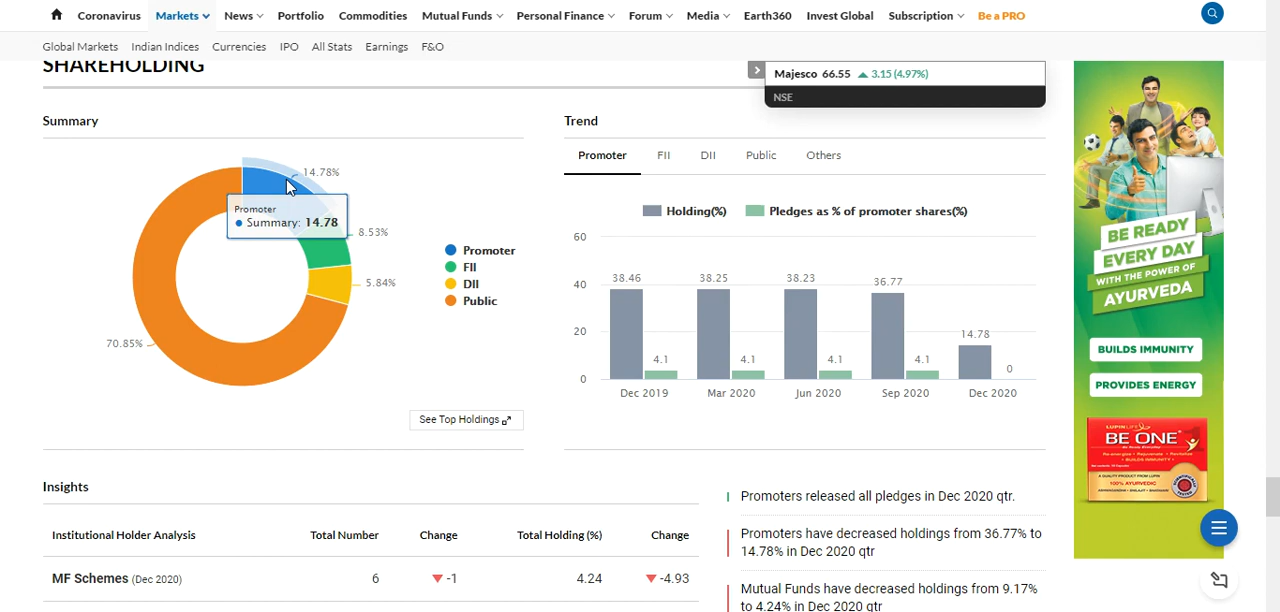 Coronavirus Markets News Portfolio Commodities Mutual Funds Personal Finance Forum Media Earth360 Invest Global Subscription Be a PRO
Global Markets Indian Indices Currencies IPO All Stats Earnings F&O
SHAREHOLDING
Majesco 66.55 ▲ 3.15 (4.97%)
NSE
Summary
14.78%
Promoter
Summary: 14.78
8.53%
5.84%
70.85%
Promoter
FII
DII
Public
See Top Holdings
Trend
Promoter FII DII Public Others
Holding(%) Pledges as % of promoter shares(%)
60
40
20
0
38.46 38.25 38.23 36.77 14.78
4.1 4.1 4.1 4.1 0
Dec 2019 Mar 2020 Jun 2020 Sep 2020 Dec 2020
Insights
Institutional Holder Analysis Total Number Change Total Holding (%) Change
MF Schemes (Dec 2020) 6 ▼ -1 4.24 ▼ -4.93
Promoters released all pledges in Dec 2020 qtr.
Promoters have decreased holdings from 36.77% to
14.78% in Dec 2020 qtr
Mutual Funds have decreased holdings from 9.17%
to 4.24% in Dec 2020 qtr
BE READY
EVERY DAY
WITH THE POWER OF
AYURVEDA
BUILDS IMMUNITY
PROVIDES ENERGY
BE ONE